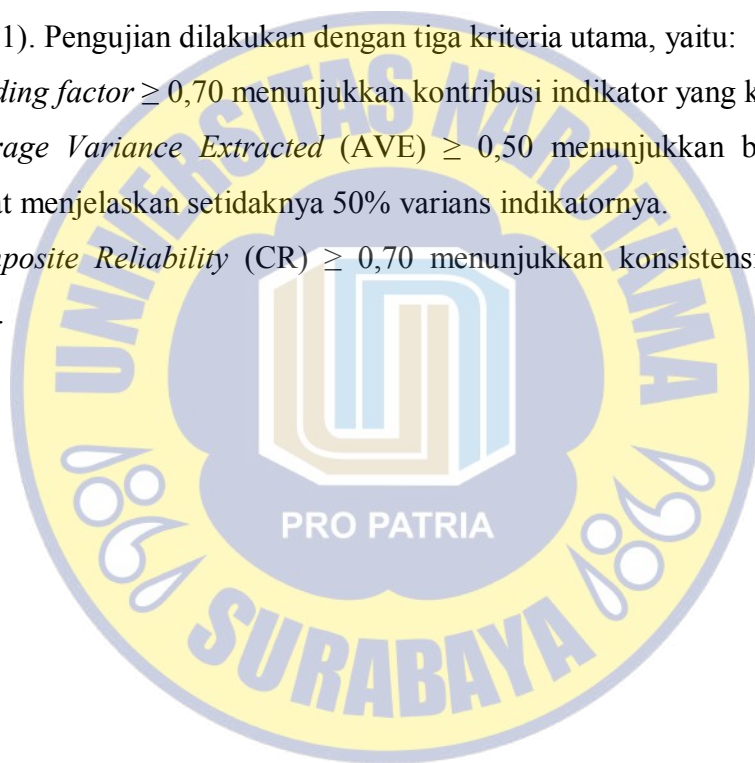 1). Pengujian dilakukan dengan tiga kriteria utama, yaitu:
ding factor ≥ 0,70 menunjukkan kontribusi indikator yang k
rage Variance Extracted (AVE) ≥ 0,50 menunjukkan b
t menjelaskan setidaknya 50% varians indikatornya.
posite Reliability (CR) ≥ 0,70 menunjukkan konsistensi
.
UNIVERSITAS NAROTAMA
PRO PATRIA
SURABAYA